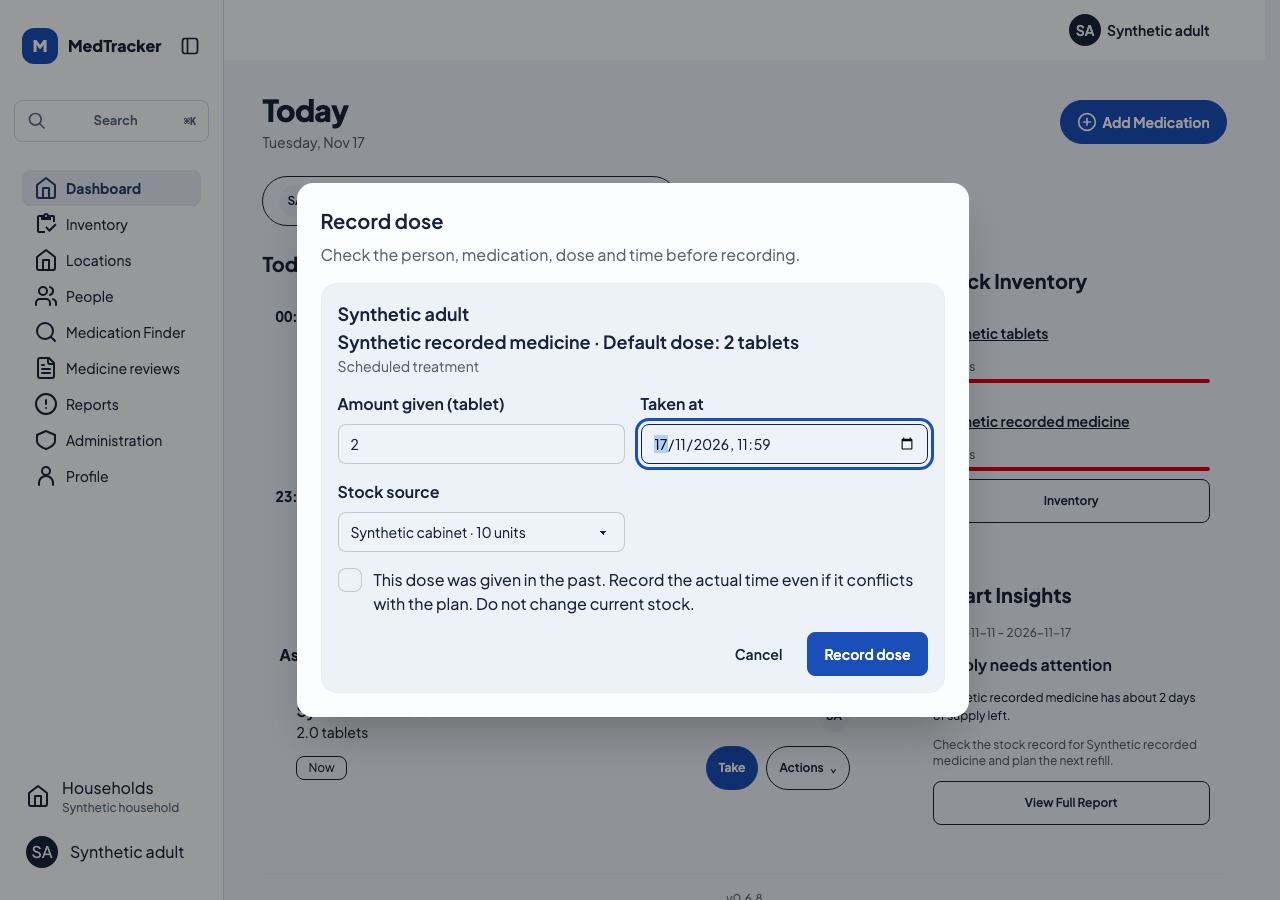 M MedTracker
SA Synthetic adult
Search ⌘K
Today
Tuesday, Nov 17
Add Medication
Dashboard
Inventory
Locations
People
Medication Finder
Medicine reviews
Reports
Administration
Profile
Record dose
Check the person, medication, dose and time before recording.
Synthetic adult
Synthetic recorded medicine · Default dose: 2 tablets
Scheduled treatment
Amount given (tablet)
Taken at
2
17/11/2026, 11:59
Stock source
Synthetic cabinet · 10 units
This dose was given in the past. Record the actual time even if it conflicts
with the plan. Do not change current stock.
Cancel
Record dose
Inventory
tablets
recorded medicine
Inventory
Insights
11-11 – 2026-11-17
needs attention
recorded medicine has about 2 days
of supply left.
Check the stock record for Synthetic recorded
medicine and plan the next refill.
View Full Report
00:
23:
2.0 tablets
Now
Take
Actions
Households
Synthetic household
SA Synthetic adult
v0.6.8